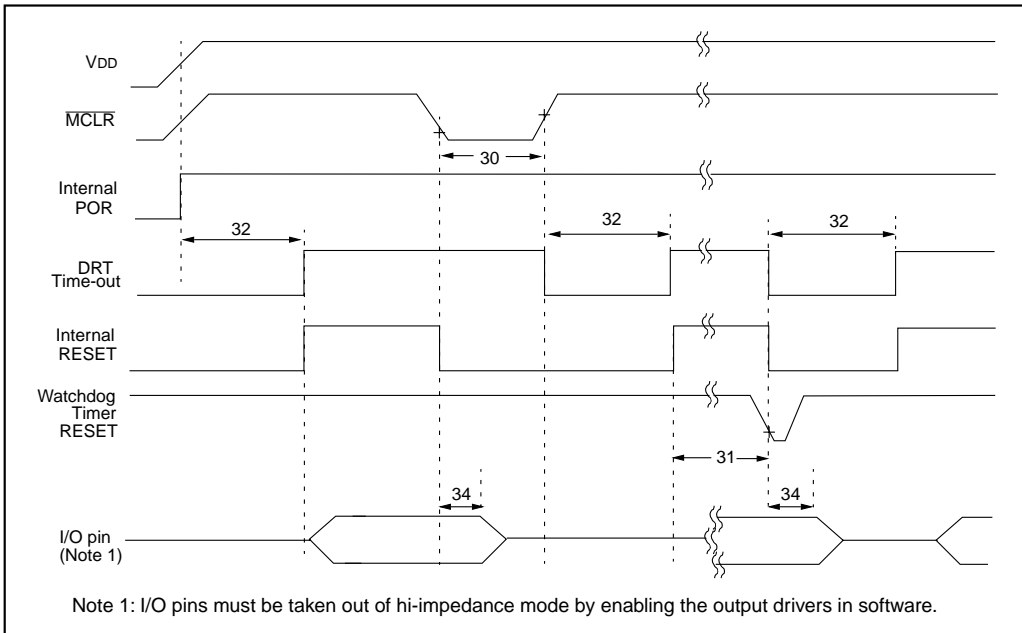 VDD
MCLR
30
Internal
POR
32
32
32
DRT
Time-out
Internal
RESET
Watchdog
Timer
RESET
31
34
34
I/O pin
(Note 1)
Note 1: I/O pins must be taken out of hi-impedance mode by enabling the output drivers in software.